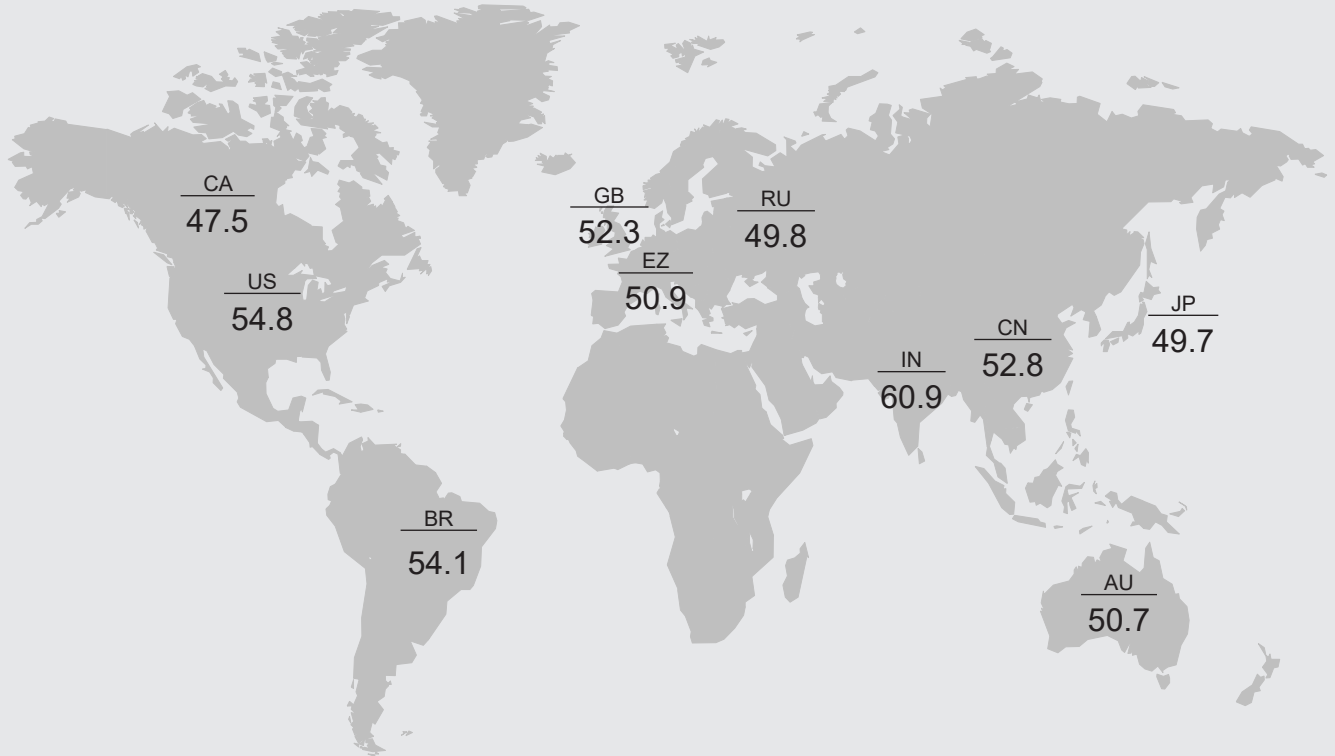 CA
47.5
GB
52.3
RU
49.8
EZ
50.9
US
54.8
JP
49.7
CN
52.8
IN
60.9
BR
54.1
AU
50.7